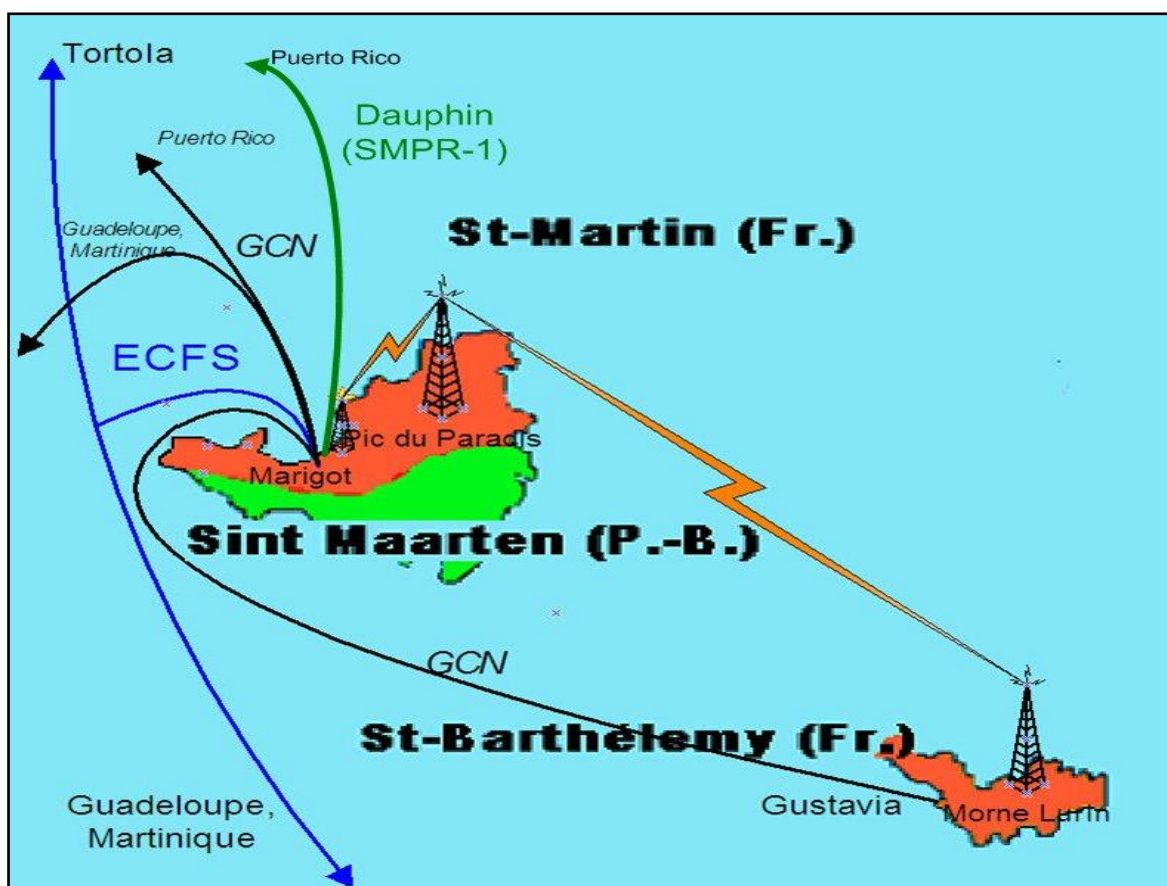 Tortola
Puerto Rico
Dauphin
(SMPR-1)
Puerto Rico
Guadeloupe,
Martinique
GCN
St-Martin (Fr.)
ECFS
Pic du Paradis
Marigot
Sint Maarten (P.-B.)
GCN
St-Barthélemy (Fr.)
Guadeloupe,
Martinique
Gustavia
Morne Lurin